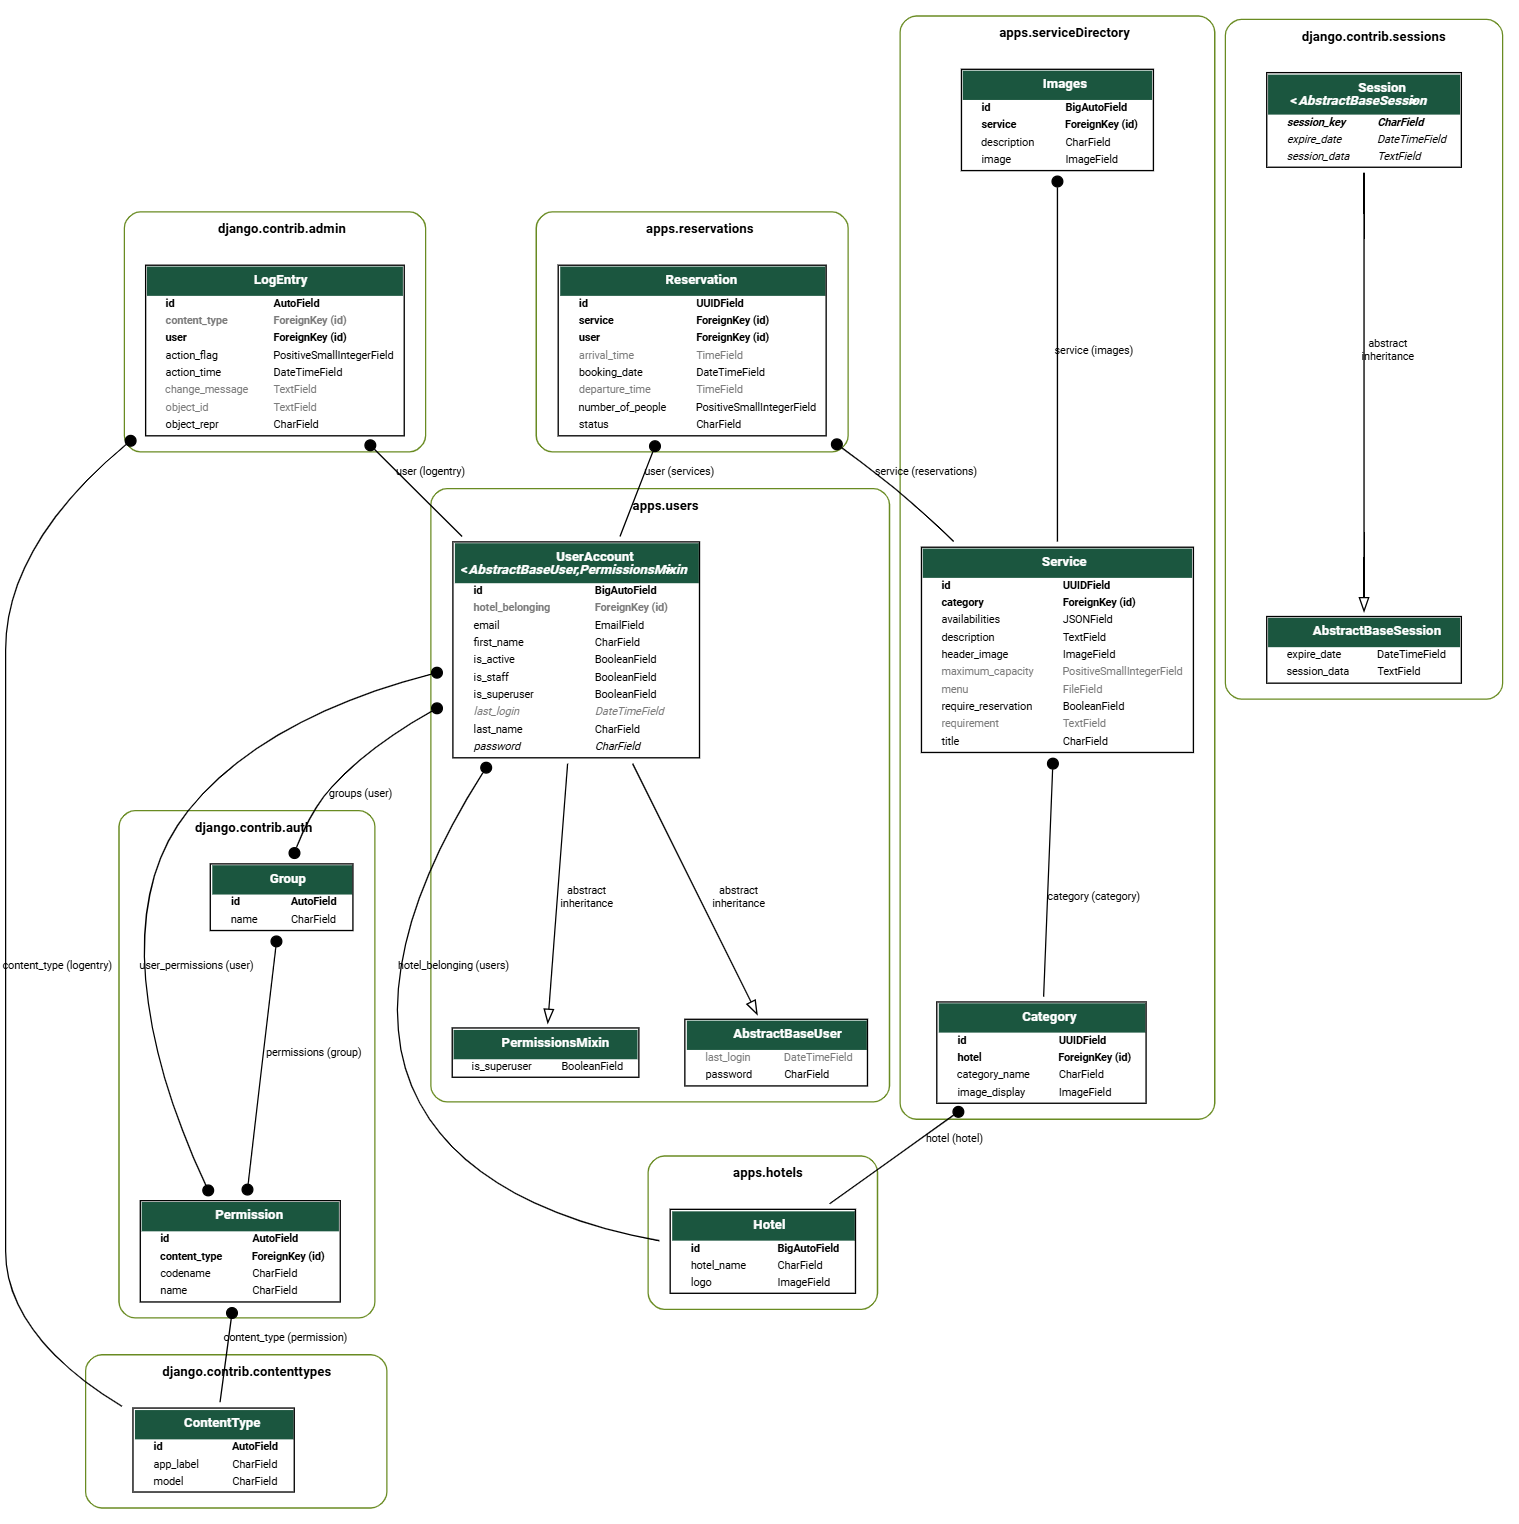 apps.serviceDirectory
Images
id BigAutoField
service ForeignKey (id)
description CharField
image ImageField
django.contrib.sessions
Session
<AbstractBaseSession>
session_key CharField
expire_date DateTimeField
session_data TextField
django.contrib.admin
LogEntry
id AutoField
content_type ForeignKey (id)
user ForeignKey (id)
action_flag PositiveSmallIntegerField
action_time DateTimeField
change_message TextField
object_id TextField
object_repr CharField
apps.reservations
Reservation
id UUIDField
service ForeignKey (id)
user ForeignKey (id)
arrival_time TimeField
booking_date DateTimeField
departure_time TimeField
number_of_people PositiveSmallIntegerField
status CharField
service (images)
abstract
inheritance
user (logentry)
user (services)
service (reservations)
apps.users
UserAccount
<AbstractBaseUser,PermissionsMixin>
id BigAutoField
hotel_belonging ForeignKey (id)
email EmailField
first_name CharField
is_active BooleanField
is_staff BooleanField
is_superuser BooleanField
last_login DateTimeField
last_name CharField
password CharField
Service
id UUIDField
category ForeignKey (id)
availabilities JSONField
description TextField
header_image ImageField
maximum_capacity PositiveSmallIntegerField
menu FileField
require_reservation BooleanField
requirement TextField
title CharField
AbstractBaseSession
expire_date DateTimeField
session_data TextField
groups (user)
django.contrib.auth
Group
id AutoField
name CharField
abstract
inheritance
abstract
inheritance
category (category)
content_type (logentry)
user_permissions (user)
hotel_belonging (users)
permissions (group)
PermissionsMixin
is_superuser BooleanField
AbstractBaseUser
last_login DateTimeField
password CharField
Category
id UUIDField
hotel ForeignKey (id)
category_name CharField
image_display ImageField
hotel (hotel)
apps.hotels
Hotel
id BigAutoField
hotel_name CharField
logo ImageField
Permission
id AutoField
content_type ForeignKey (id)
codename CharField
name CharField
content_type (permission)
django.contrib.contenttypes
ContentType
id AutoField
app_label CharField
model CharField